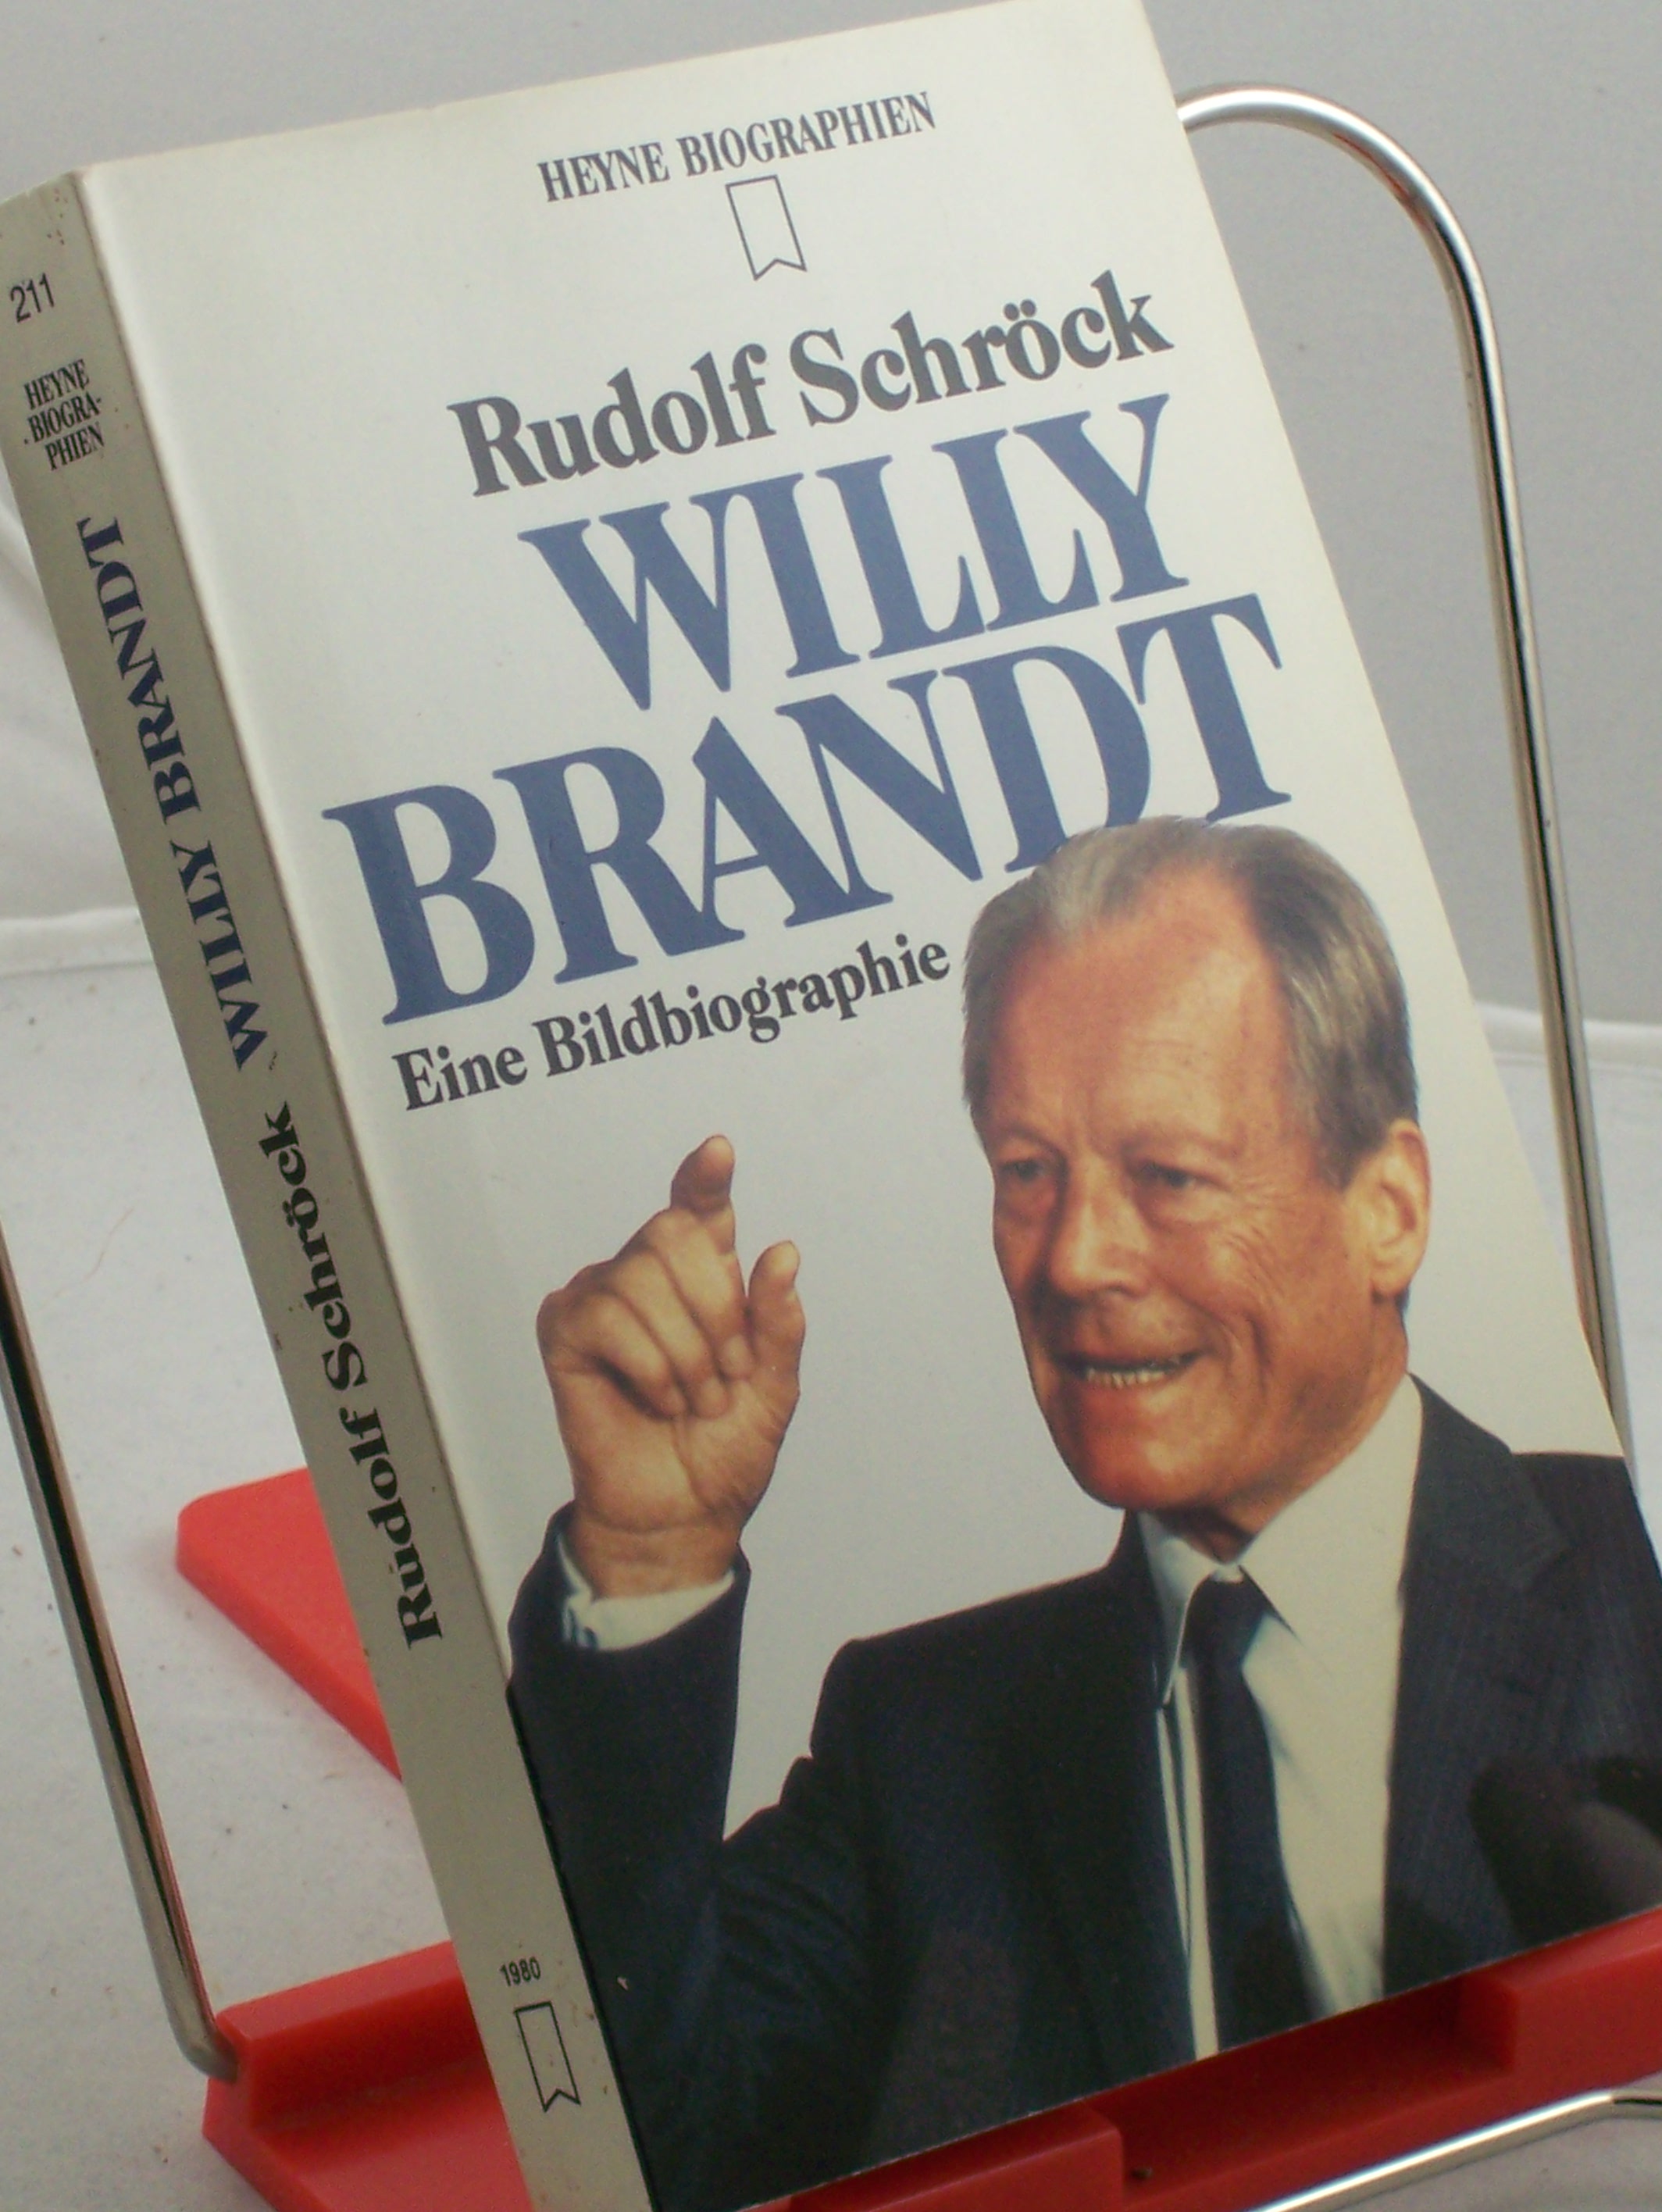 HEYNE BIOGRAPHIEN
Rudolf Schröck
WILLY
BRANDT
Eine Bildbiographie
211
HEYNE
BIOGRA-
PHIEN
Rudolf Schröck WILLY BRANDT
1980